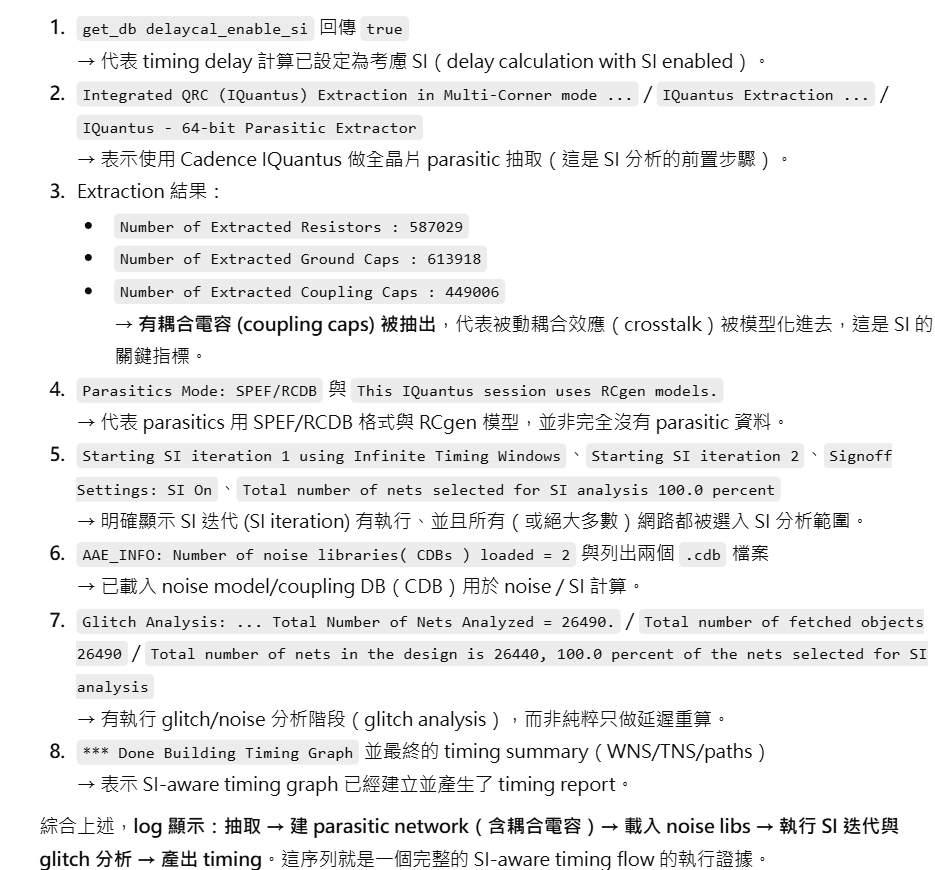 1. get_db delaycal_enable_si 回傳 true
→ 代表 timing delay 計算已設定為考慮 SI（delay calculation with SI enabled）。
2. Integrated QRC (IQuantus) Extraction in Multi-Corner mode ... / IQuantus Extraction ... /
IQuantus - 64-bit Parasitic Extractor
→ 表示使用 Cadence IQuantus 做全晶片 parasitic 抽取（這是 SI 分析的前置步驟）。
3. Extraction 結果：
• Number of Extracted Resistors : 587029
• Number of Extracted Ground Caps : 613918
• Number of Extracted Coupling Caps : 449006
→ 有耦合電容 (coupling caps) 被抽出，代表被動耦合效應（crosstalk）被模型化進去，這是 SI 的
關鍵指標。
4. Parasitics Mode: SPEF/RCDB 與 This IQuantus session uses RCgen models.
→ 代表 parasitics 用 SPEF/RCDB 格式與 RCgen 模型，並非完全沒有 parasitic 資料。
5. Starting SI iteration 1 using Infinite Timing Windows、Starting SI iteration 2、Signoff
Settings: SI On、Total number of nets selected for SI analysis 100.0 percent
→ 明確顯示 SI 迭代 (SI iteration) 有執行、並且所有（或絕大多數）網路都被選入 SI 分析範圍。
6. AAE_INFO: Number of noise libraries( CDBs ) loaded = 2 與列出兩個 .cdb 檔案
→ 已載入 noise model/coupling DB（CDB）用於 noise / SI 計算。
7. Glitch Analysis: ... Total Number of Nets Analyzed = 26490. / Total number of fetched objects
26490 / Total number of nets in the design is 26440, 100.0 percent of the nets selected for SI
analysis
→ 有執行 glitch/noise 分析階段（glitch analysis），而非純粹只做延遲重算。
8. *** Done Building Timing Graph 並最終的 timing summary（WNS/TNS/paths）
→ 表示 SI-aware timing graph 已經建立並產生了 timing report。
綜合上述，log 顯示：抽取 → 建 parasitic network（含耦合電容）→ 載入 noise libs → 執行 SI 迭代與
glitch 分析 → 產出 timing。這序列就是一個完整的 SI-aware timing flow 的執行證據。